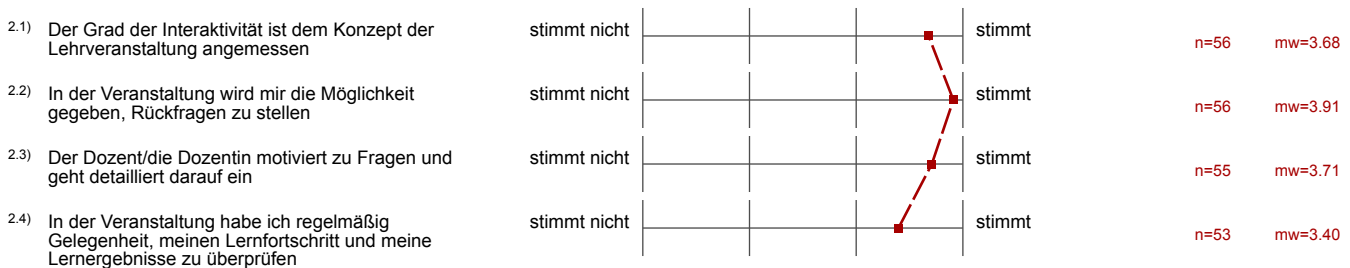 2.1) Der Grad der Interaktivität ist dem Konzept der
Lehrveranstaltung angemessen
stimmt nicht
stimmt
n=56 mw=3.68
2.2) In der Veranstaltung wird mir die Möglichkeit
gegeben, Rückfragen zu stellen
stimmt nicht
stimmt
n=56 mw=3.91
2.3) Der Dozent/die Dozentin motiviert zu Fragen und
geht detailliert darauf ein
stimmt nicht
stimmt
n=55 mw=3.71
2.4) In der Veranstaltung habe ich regelmäßig
Gelegenheit, meinen Lernfortschritt und meine
Lernergebnisse zu überprüfen
stimmt nicht
stimmt
n=53 mw=3.40